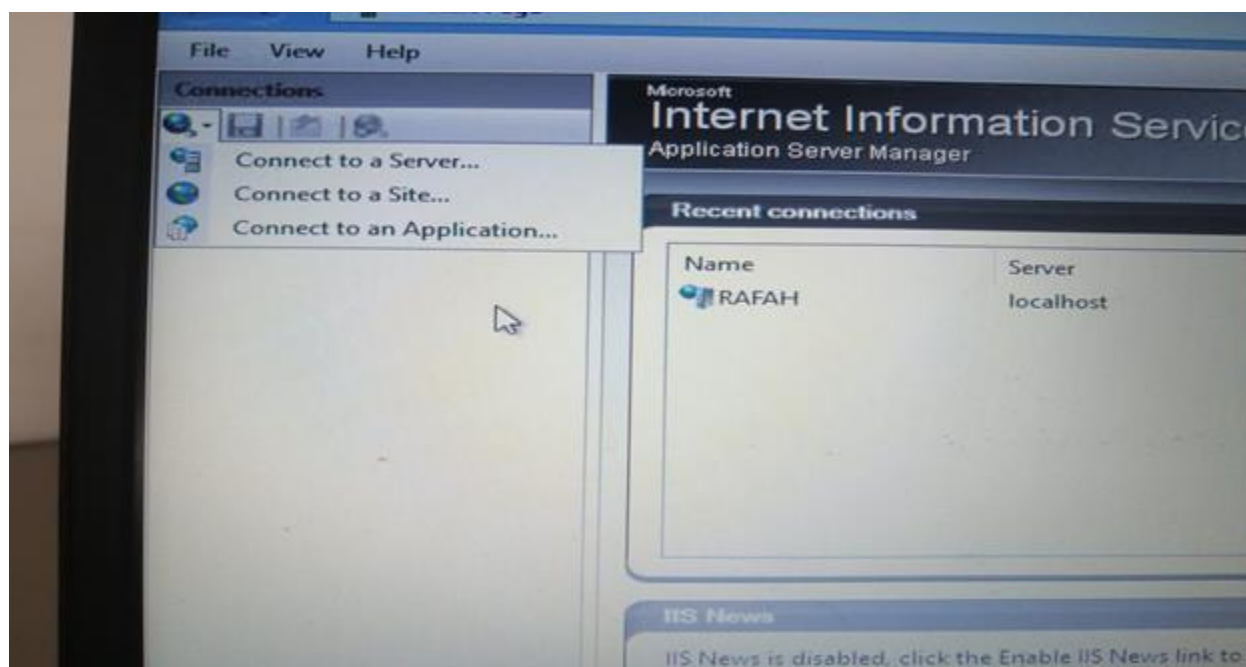 File View Help
Connections
Connect to a Server...
Connect to a Site...
Connect to an Application...
Microsoft
Internet Information Servic
Application Server Manager
Recent connections
Name Server
RAFAH localhost
IIS News
IIS News is disabled, click the Enable IIS News link to